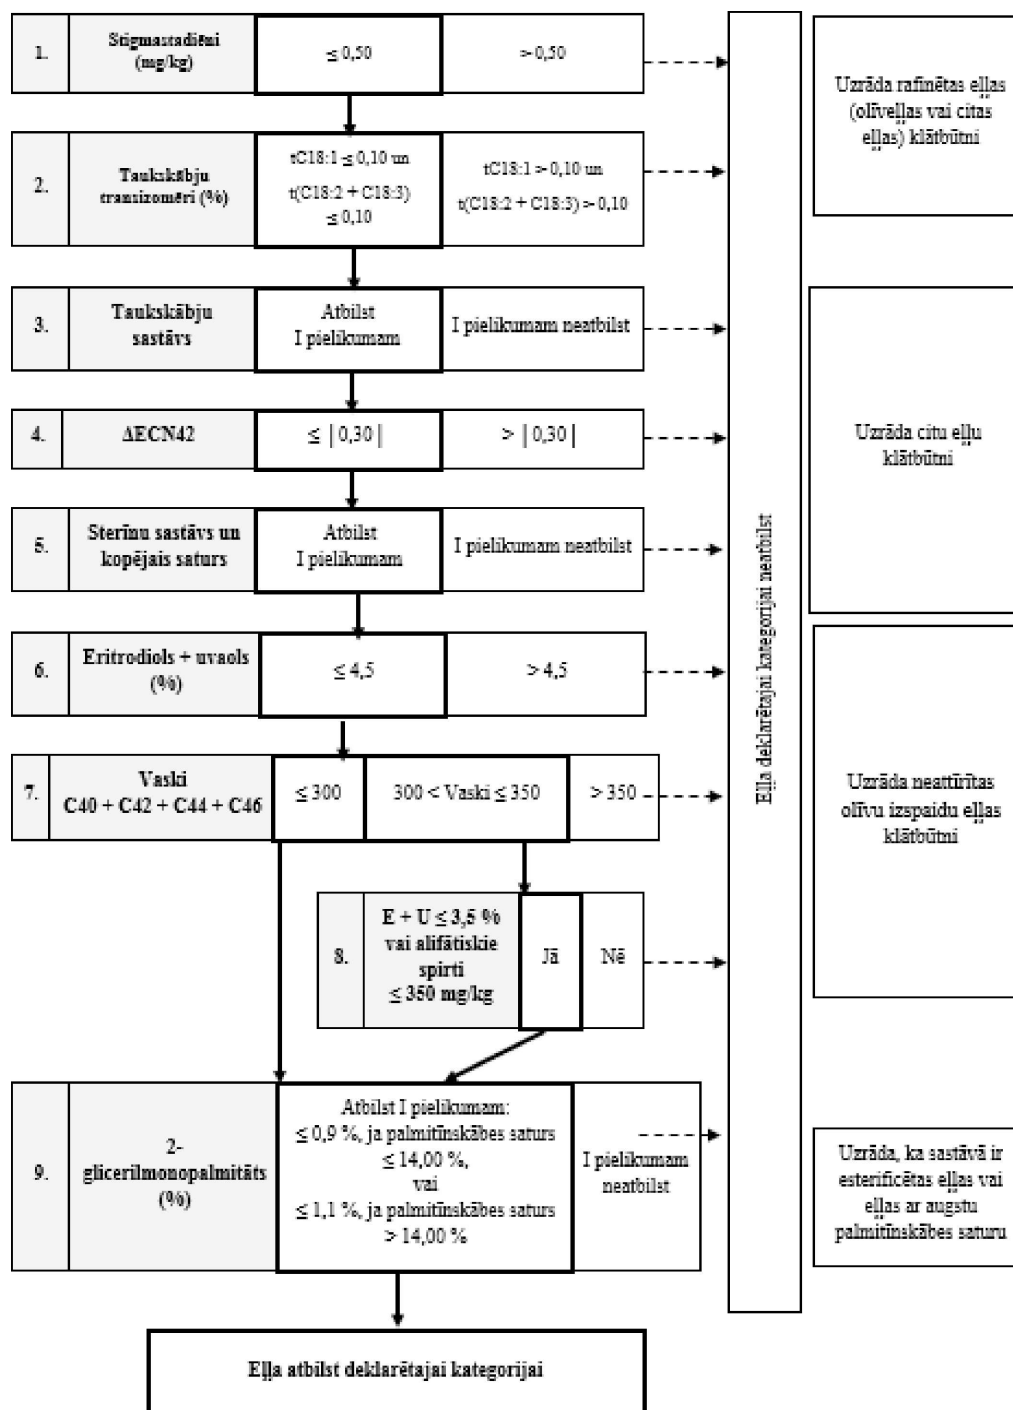 1.
Stigmastadiēni
(mg/kg)
≤ 0,50
> 0,50
Uzrāda rafinētas eļļas
(olīveļļas vai citas
eļļas) klātbūtni
2.
Taukskābju
transizomēri (%)
tC18:1 ≤ 0,10 un
t(C18:2 + C18:3)
≤ 0,10
tC18:1 > 0,10 un
t(C18:2 + C18:3) > 0,10
3.
Taukskābju
sastāvs
Atbilst
I pielikumam
I pielikumam neatbilst
4.
ΔECN42
≤ | 0,30 |
> | 0,30 |
Uzrāda citu eļļu
klātbūtni
5.
Sterīnu sastāvs un
kopējais saturs
Atbilst
I pielikumam
I pielikumam neatbilst
Eļļa deklarētajai kategorijai neatbilst
6.
Eritrodiols + uvaols
(%)
≤ 4,5
> 4,5
7.
Vaski
C40 + C42 + C44 + C46
≤ 300
300 < Vaski ≤ 350
> 350
Uzrāda neattīrītas
olīvu izspaidu eļļas
klātbūtni
8.
E + U ≤ 3,5 %
vai alifātiskie
spirti
≤ 350 mg/kg
Jā
Nē
9.
2-
glicerilmonopalmitāts
(%)
Atbilst I pielikumam:
≤ 0,9 %, ja palmitīnskābes saturs
≤ 14,00 %,
vai
≤ 1,1 %, ja palmitīnskābes saturs
> 14,00 %
I pielikumam
neatbilst
Uzrāda, ka sastāvā ir
esterificētas eļļas vai
eļļas ar augstu
palmitīnskābes saturu
Eļļa atbilst deklarētajai kategorijai